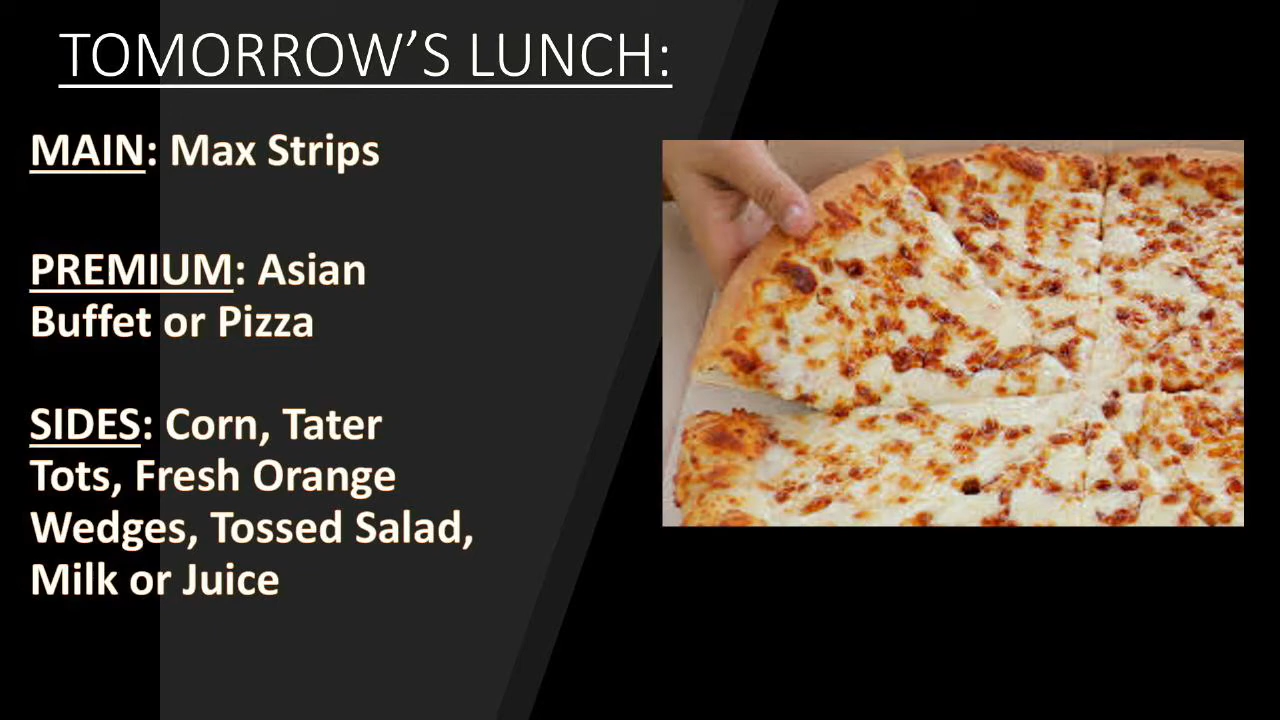 TOMORROW’S LUNCH:
MAIN: Max Strips
PREMIUM: Asian
Buffet or Pizza
SIDES: Corn, Tater
Tots, Fresh Orange
Wedges, Tossed Salad,
Milk or Juice